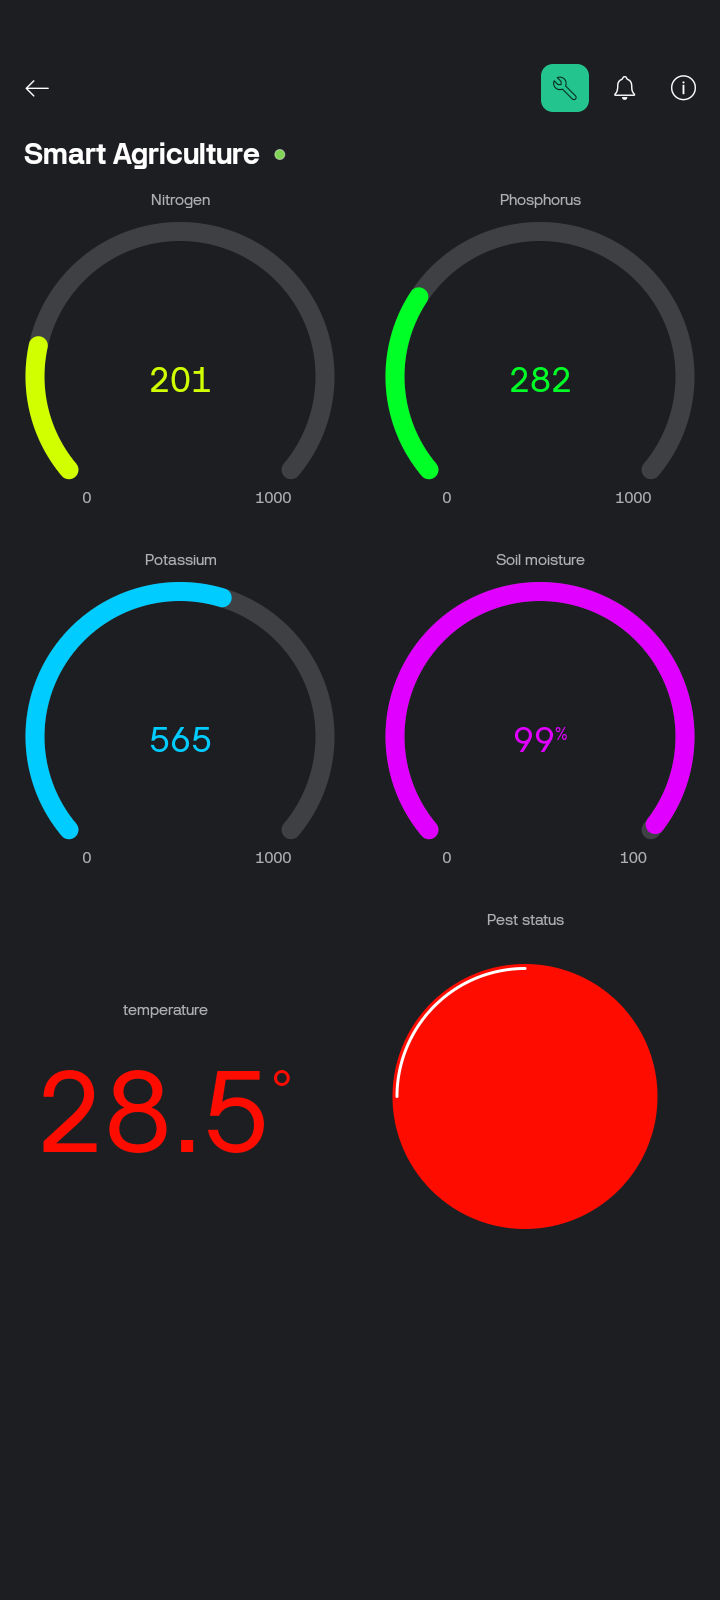 Smart Agriculture
Nitrogen
Phosphorus
201
282
0 1000
0 1000
Potassium
Soil moisture
565
99%
0 1000
0 100
Pest status
temperature
28.5°